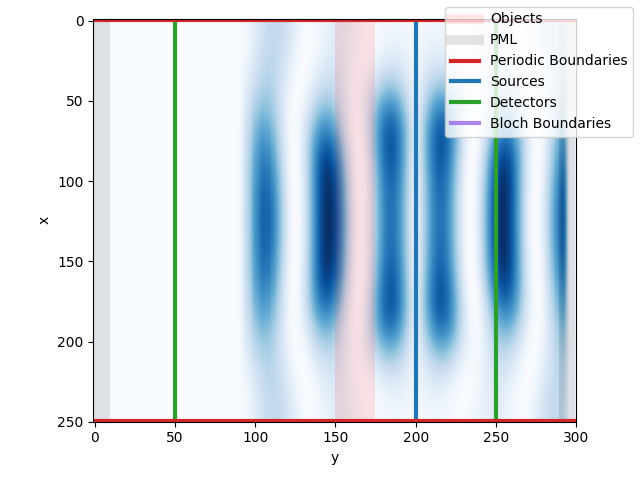 Objects
PML
Periodic Boundaries
Sources
Detectors
Bloch Boundaries
0
50
100
150
200
250
x
0 50 100 150 200 250 300
y